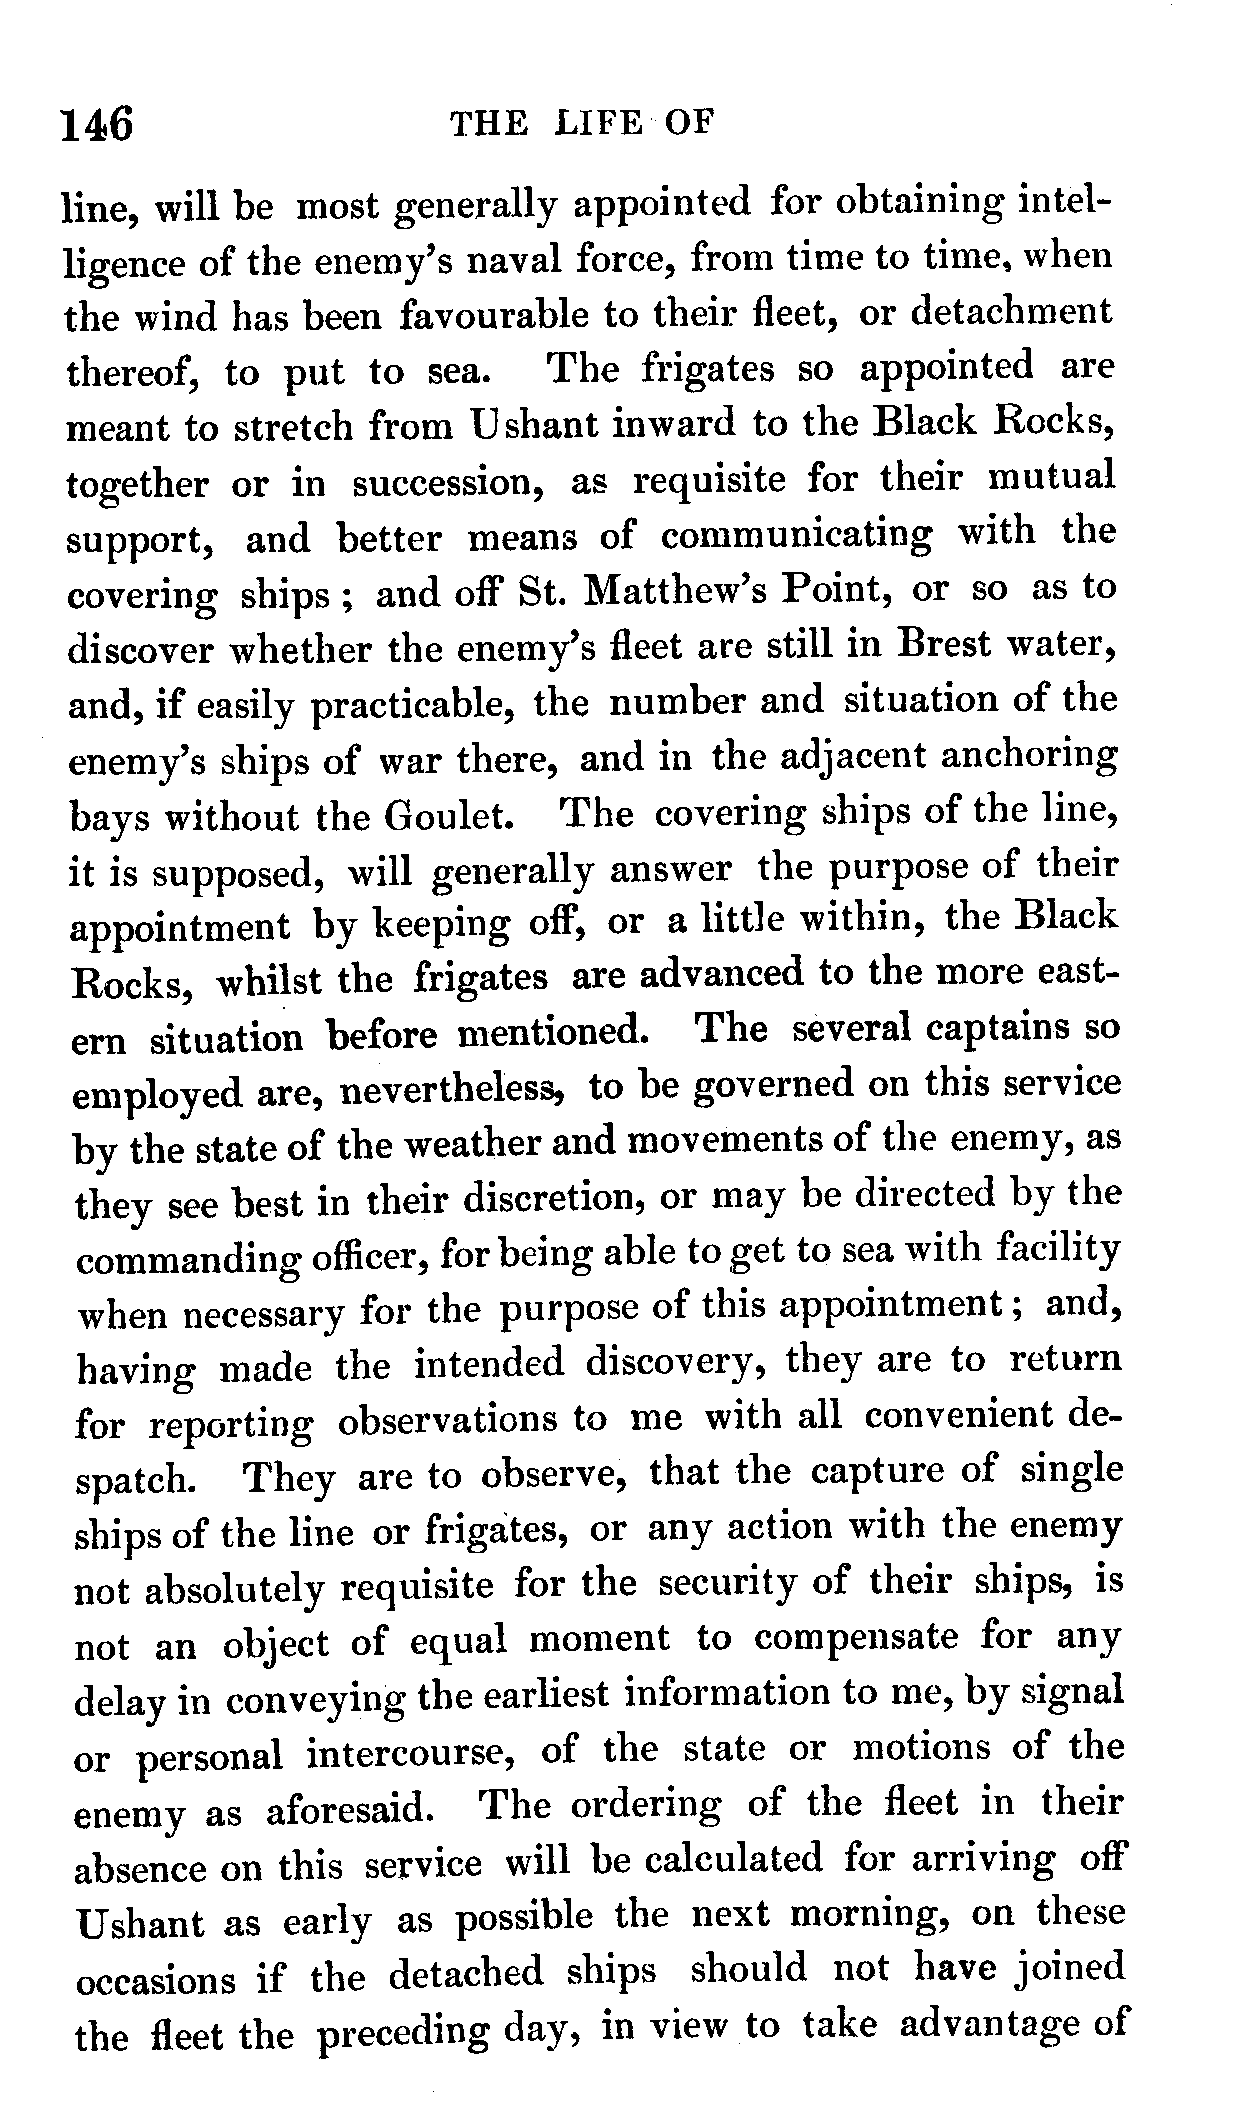 146 THE LIFE OF
line, will be most generally appointed for obtaining intel-
ligence of the enemy's naval force, from time to time, when
the wind has been favourable to their fleet, or detachment
thereof, to put to sea. The frigates so appointed are
meant to stretch from Ushant inward to the Black Rocks,
together or in succession, as requisite for their mutual
support, and better means of communicating with the
covering ships ; and off St. Matthew's Point, or so as to
discover whether the enemy's fleet are still in Brest water,
and, if easily practicable, the number and situation of the
enemy's ships of war there, and in the adjacent anchoring
bays without the Goulet. The covering ships of the line,
it is supposed, will generally answer the purpose of their
appointment by keeping off, or a little within, the Black
Rocks, whilst the frigates are advanced to the more east-
ern situation before mentioned. The several captains so
employed are, nevertheless, to be governed on this service
by the state of the weather and movements of the enemy, as
they see best in their discretion, or may be directed by the
commanding officer, for being able to get to sea with facility
when necessary for the purpose of this appointment ; and,
having made the intended discovery, they are to return
for reporting observations to me with all convenient de-
spatch. They are to observe, that the capture of single
ships of the line or frigates, or any action with the enemy
not absolutely requisite for the security of their ships, is
not an object of equal moment to compensate for any
delay in conveying the earliest information to me, by signal
or personal intercourse, of the state or motions of the
enemy as aforesaid. The ordering of the fleet in their
absence on this service will be calculated for arriving off
Ushant as early as possible the next morning, on these
occasions if the detached ships should not have joined
the fleet the preceding day, in view to take advantage of